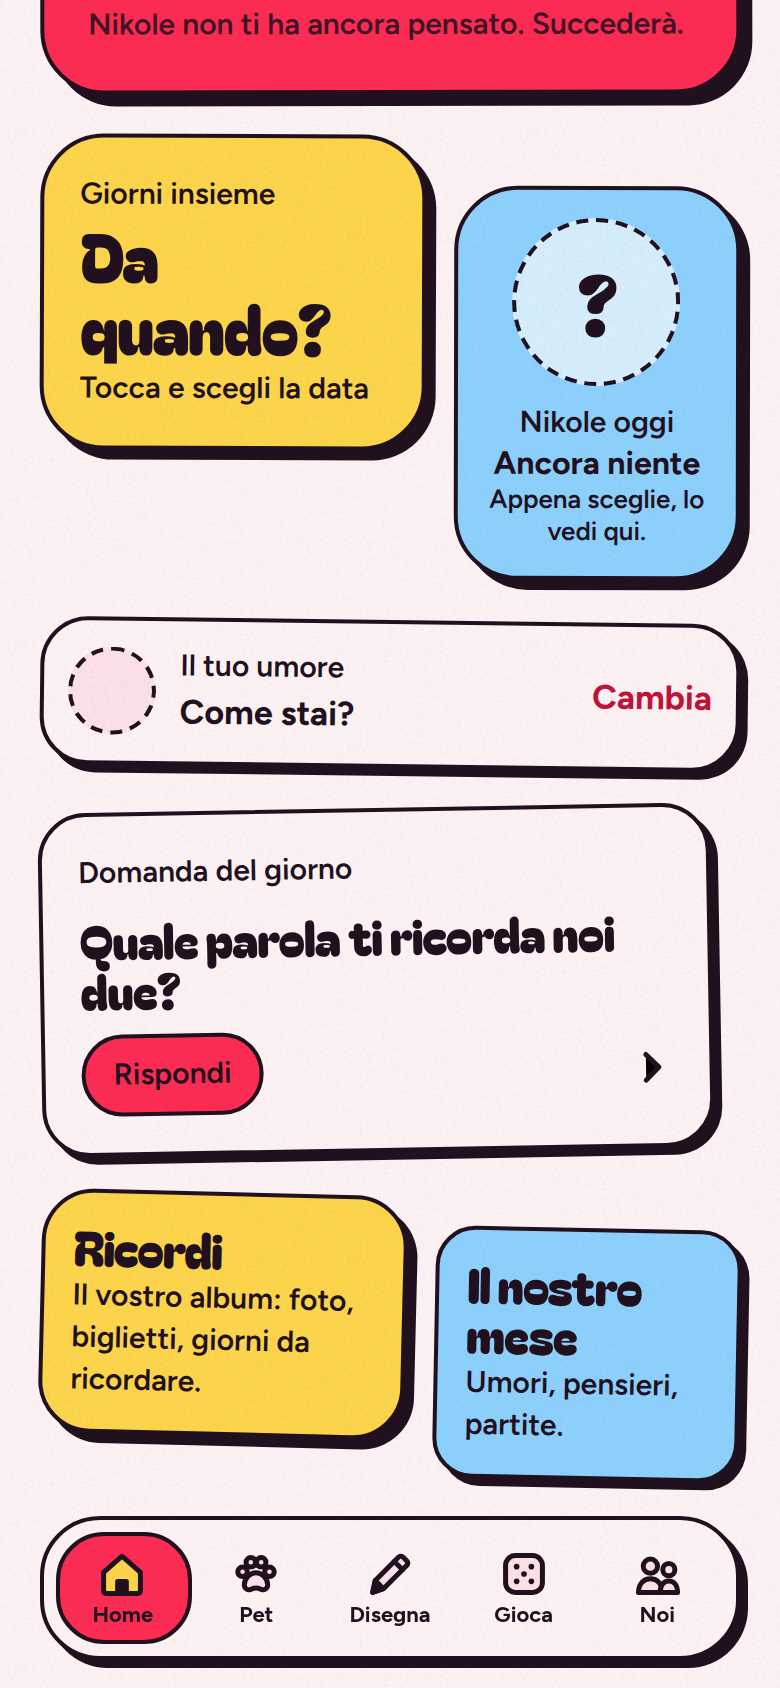 Nikole non ti ha ancora pensato. Succederà.
Giorni insieme
Da
quando?
Tocca e scegli la data
?
Nikole oggi
Ancora niente
Appena sceglie, lo
vedi qui.
Il tuo umore
Come stai?
Cambia
Domanda del giorno
Quale parola ti ricorda noi
due?
Rispondi
Ricordi
Il vostro album: foto,
biglietti, giorni da
ricordare.
Il nostro
mese
Umori, pensieri,
partite.
Home
Pet
Disegna
Gioca
Noi